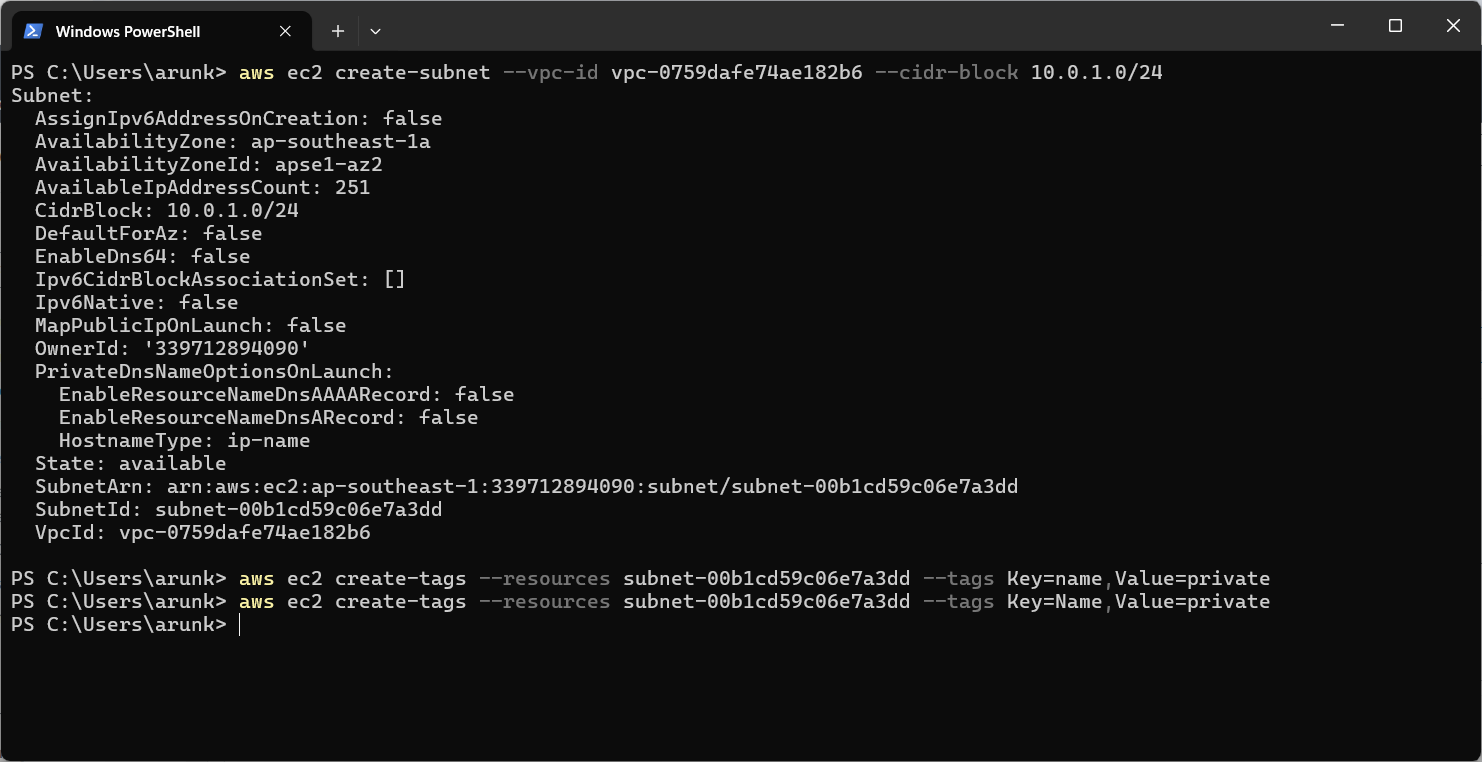 Windows PowerShell
PS C:\Users\arunk> aws ec2 create-subnet --vpc-id vpc-0759dafe74ae182b6 --cidr-block 10.0.1.0/24
Subnet:
  AssignIpv6AddressOnCreation: false
  AvailabilityZone: ap-southeast-1a
  AvailabilityZoneId: apse1-az2
  AvailableIpAddressCount: 251
  CidrBlock: 10.0.1.0/24
  DefaultForAz: false
  EnableDns64: false
  Ipv6CidrBlockAssociationSet: []
  Ipv6Native: false
  MapPublicIpOnLaunch: false
  OwnerId: '339712894090'
  PrivateDnsNameOptionsOnLaunch:
    EnableResourceNameDnsAAAARecord: false
    EnableResourceNameDnsARecord: false
    HostnameType: ip-name
  State: available
  SubnetArn: arn:aws:ec2:ap-southeast-1:339712894090:subnet/subnet-00b1cd59c06e7a3dd
  SubnetId: subnet-00b1cd59c06e7a3dd
  VpcId: vpc-0759dafe74ae182b6
PS C:\Users\arunk> aws ec2 create-tags --resources subnet-00b1cd59c06e7a3dd --tags Key=name,Value=private
PS C:\Users\arunk> aws ec2 create-tags --resources subnet-00b1cd59c06e7a3dd --tags Key=Name,Value=private
PS C:\Users\arunk>